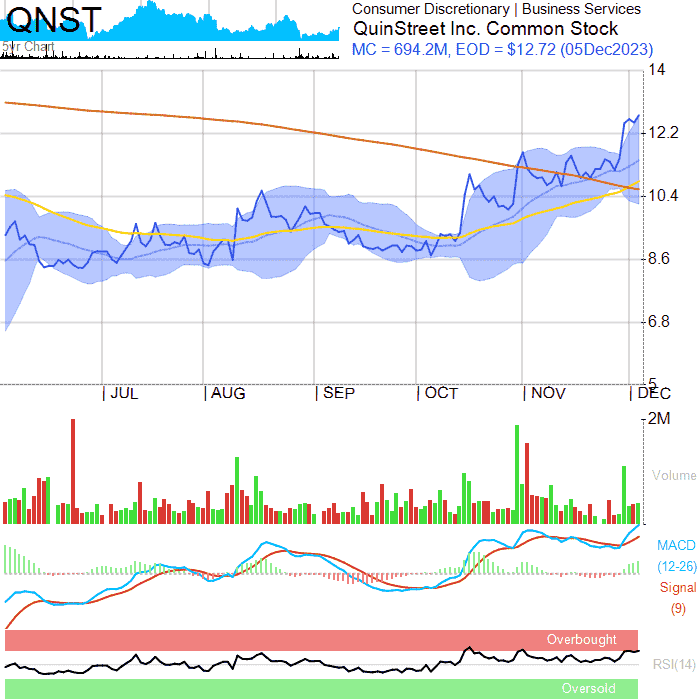 QNST
5yr Chart
Consumer Discretionary | Business Services
QuinStreet Inc. Common Stock
MC = 694.2M, EOD = $12.72 (05Dec2023)
14
12.2
10.4
8.6
6.8
5
| JUL | AUG | SEP | OCT | NOV | DEC
2M
Volume
MACD
(12-26)
Signal
(9)
Overbought
RSI(14)
Oversold